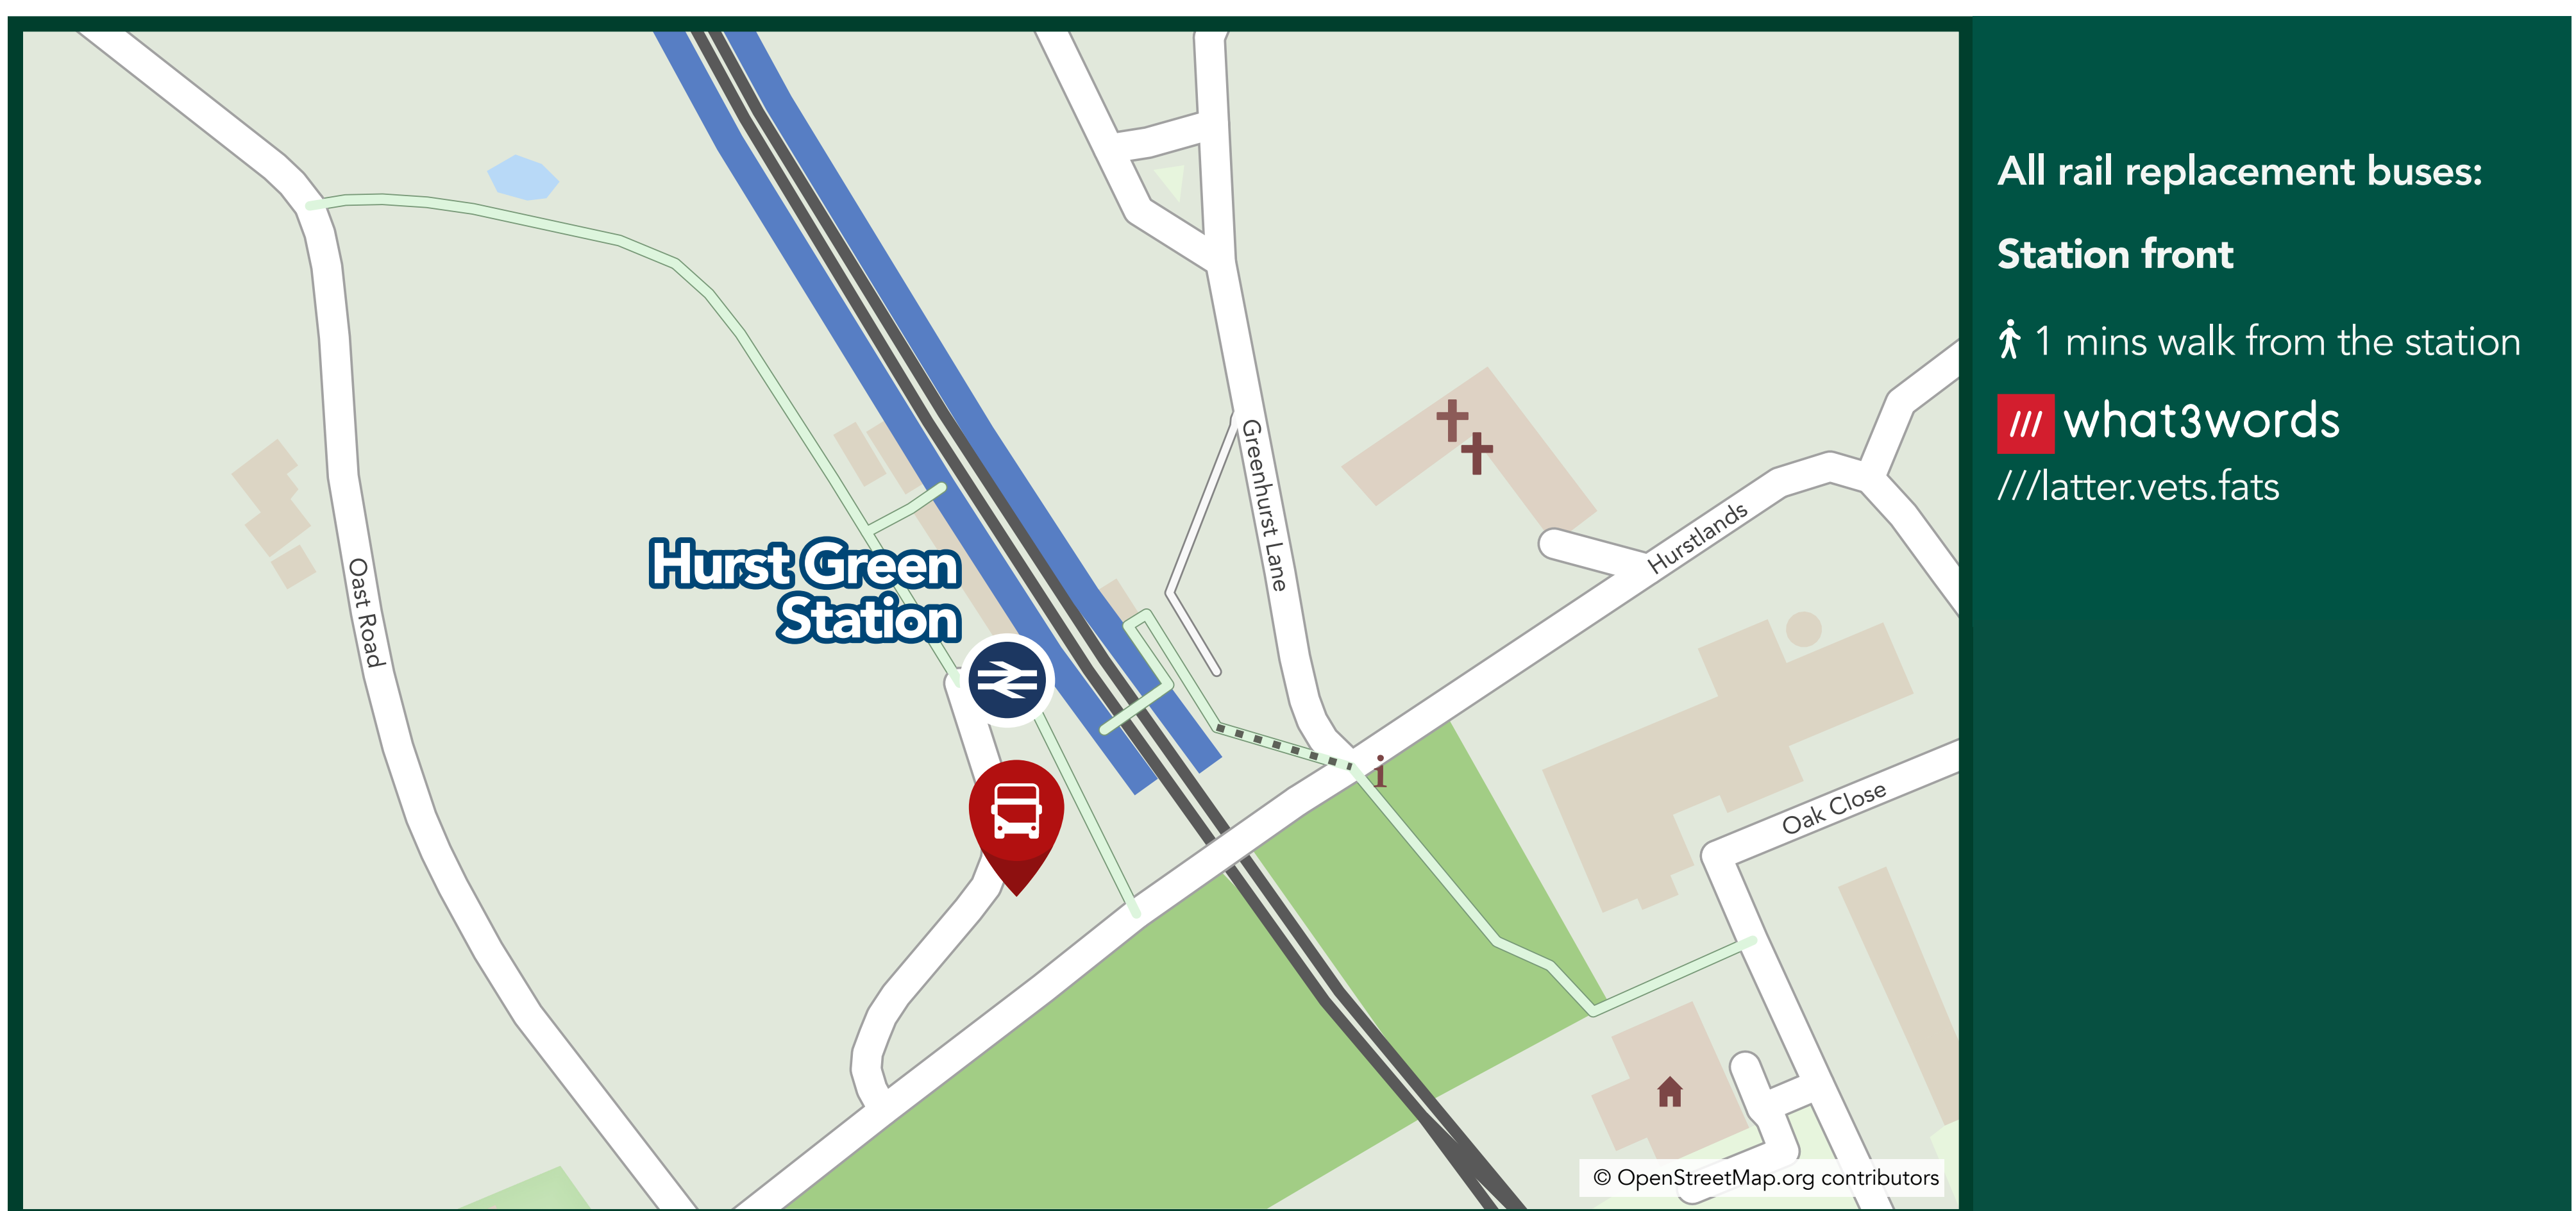 Hurst Green
Station
Oast Road
Greenhurst Lane
Hurstlands
i
Oak Close
© OpenStreetMap.org contributors
All rail replacement buses:
Station front
1 mins walk from the station
/// what3words
///latter.vets.fats